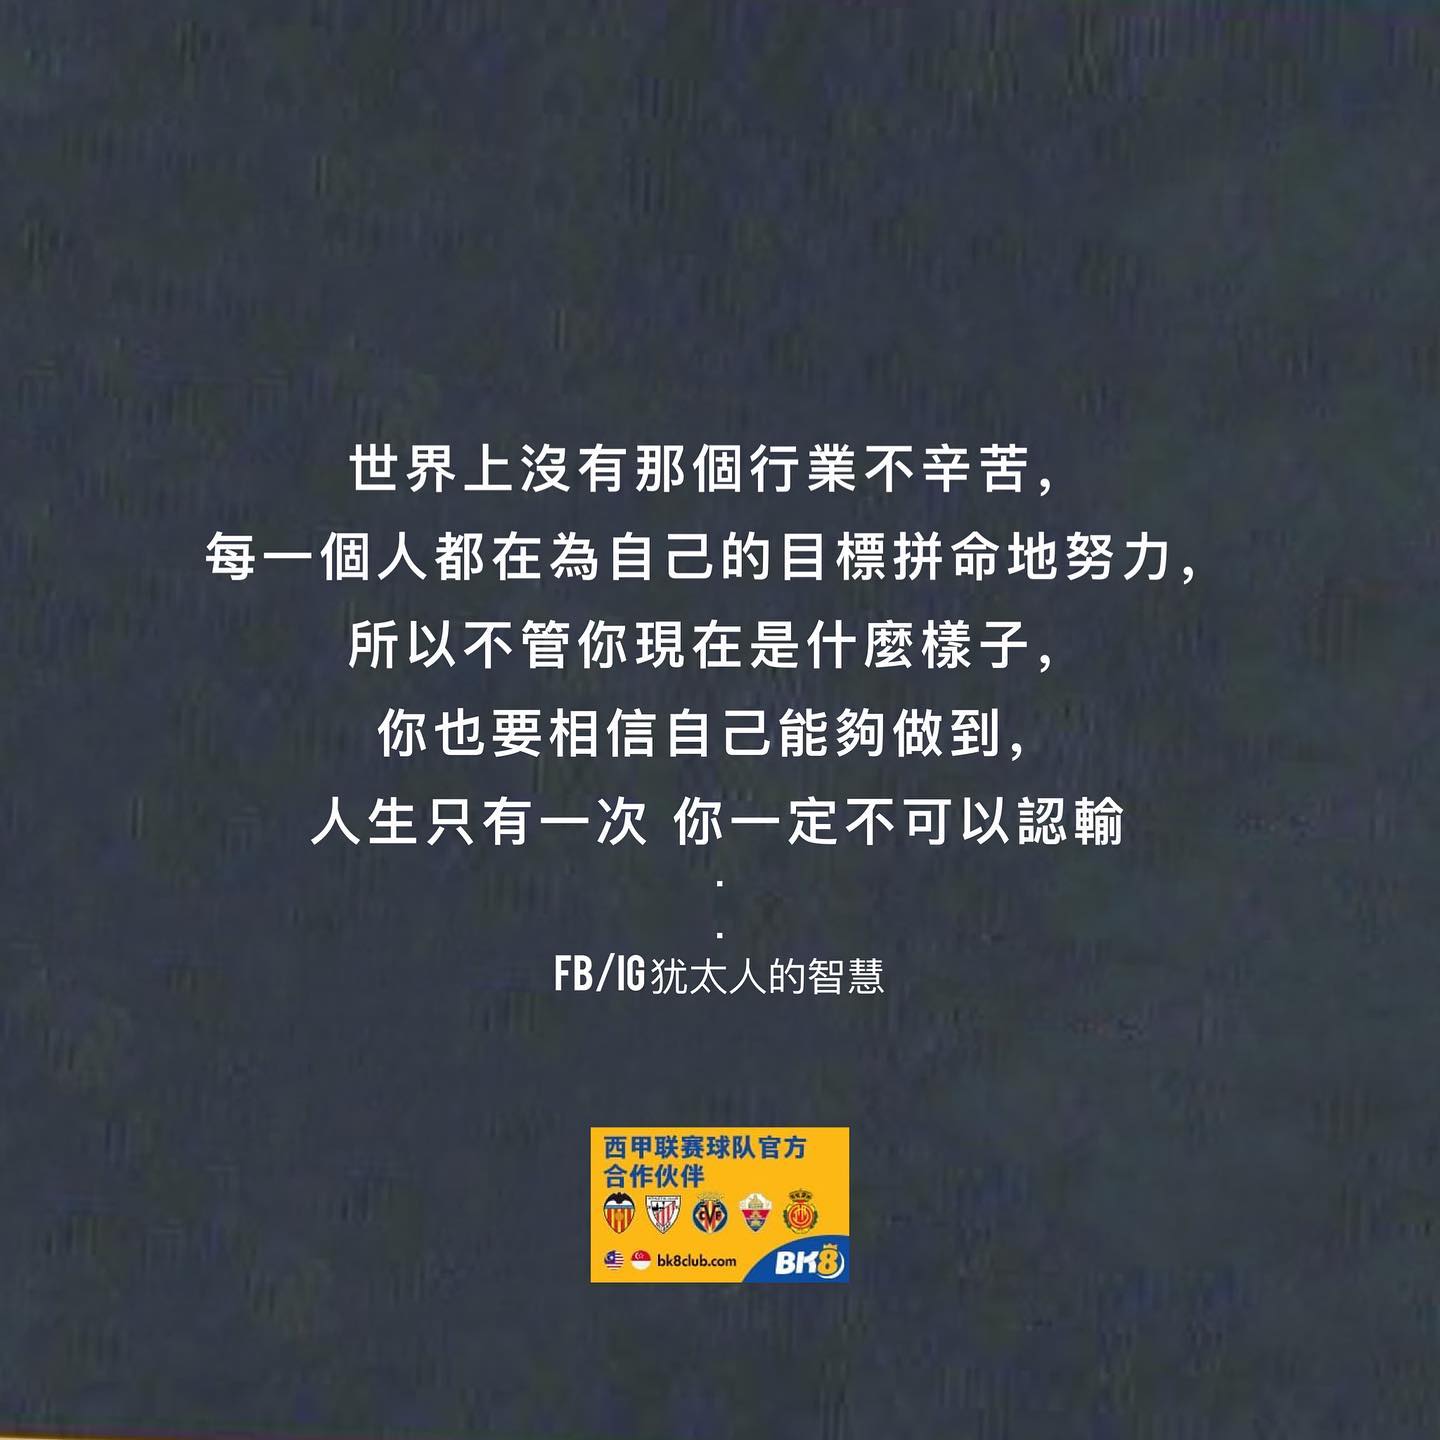 世界上沒有那個行業不辛苦，
每一個人都在為自己的目標拼命地努力，
所以不管你現在是什麼樣子，
你也要相信自己能夠做到，
人生只有一次 你一定不可以認輸
.
.
FB/IG犹太人的智慧
西甲联赛球队官方
合作伙伴
bk8club.com
BK8